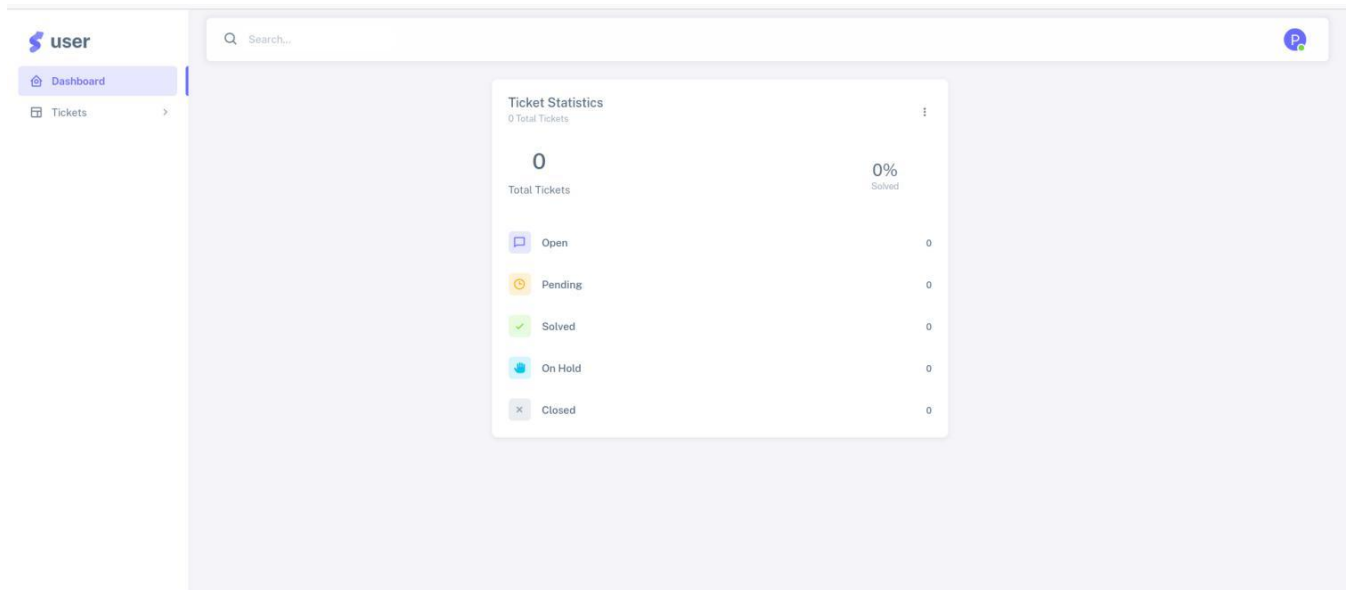 user
Search...
P
Dashboard
Tickets
Ticket Statistics
0 Total Tickets
0
Total Tickets
0%
Solved
Open 0
Pending 0
Solved 0
On Hold 0
Closed 0